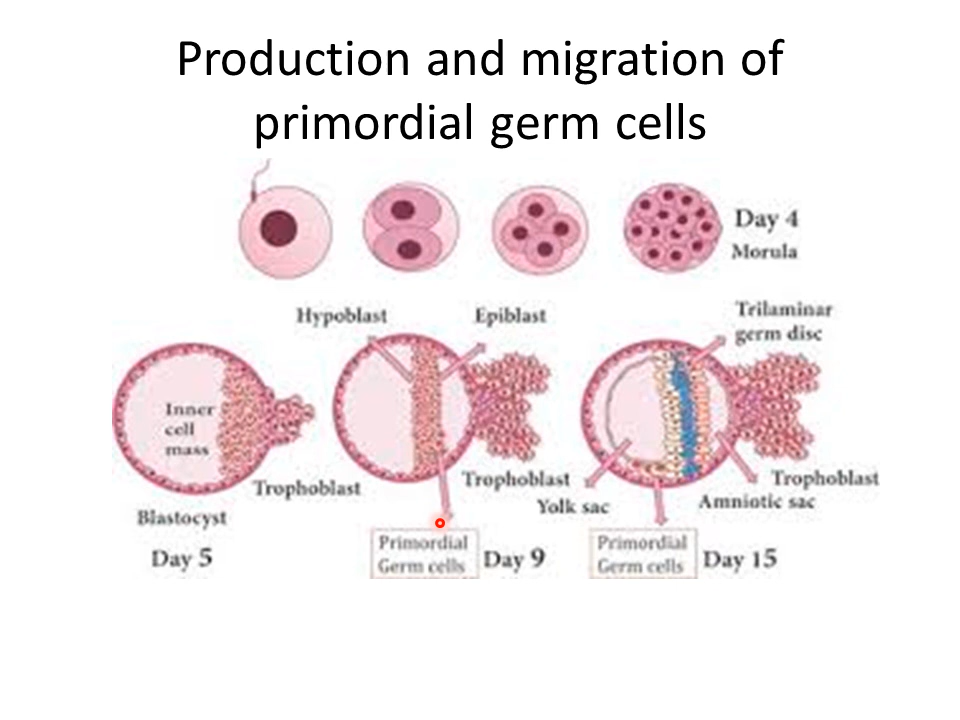 Production and migration of
primordial germ cells
Day 4
Morula
Hypoblast
Epiblast
Trilaminar
germ disc
Inner
cell
mass
Trophoblast
Blastocyst
Day 5
Trophoblast
Primordial
Germ cells
Day 9
Yolk sac
Amniotic sac
Trophoblast
Primordial
Germ cells
Day 15